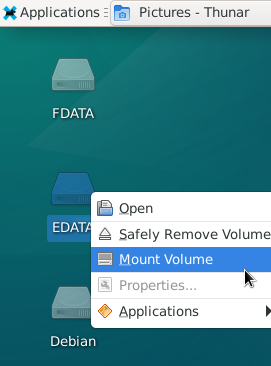 Applications
Pictures - Thunar
FDATA
EDATA
Open
Safely Remove Volume
Mount Volume
Properties...
Applications
Debian